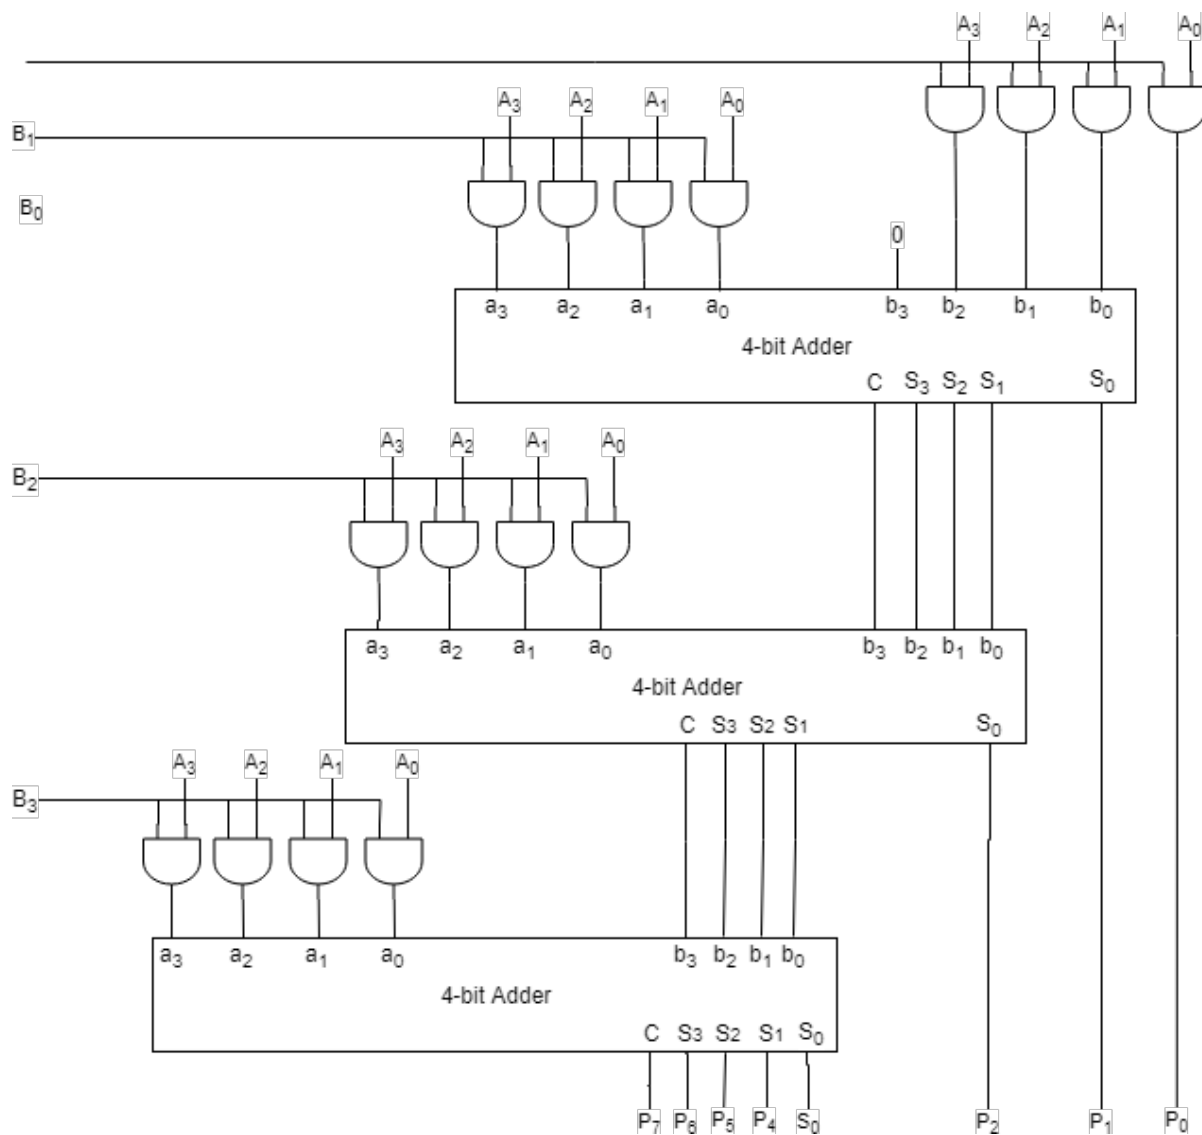 A₃ A₂ A₁ A₀
A₃ A₂ A₁ A₀
B₁
B₀
0
a₃ a₂ a₁ a₀ b₃ b₂ b₁ b₀
4-bit Adder
C S₃ S₂ S₁ S₀
A₃ A₂ A₁ A₀
B₂
a₃ a₂ a₁ a₀ b₃ b₂ b₁ b₀
4-bit Adder
C S3 S2 S1 S₀
A₃ A₂ A₁ A₀
B₃
a₃ a₂ a₁ a₀ b₃ b₂ b₁ b₀
4-bit Adder
C S3 S2 S1 S₀
P₇ P₆ P₅ P₄ S₀ P₂ P₁ P₀